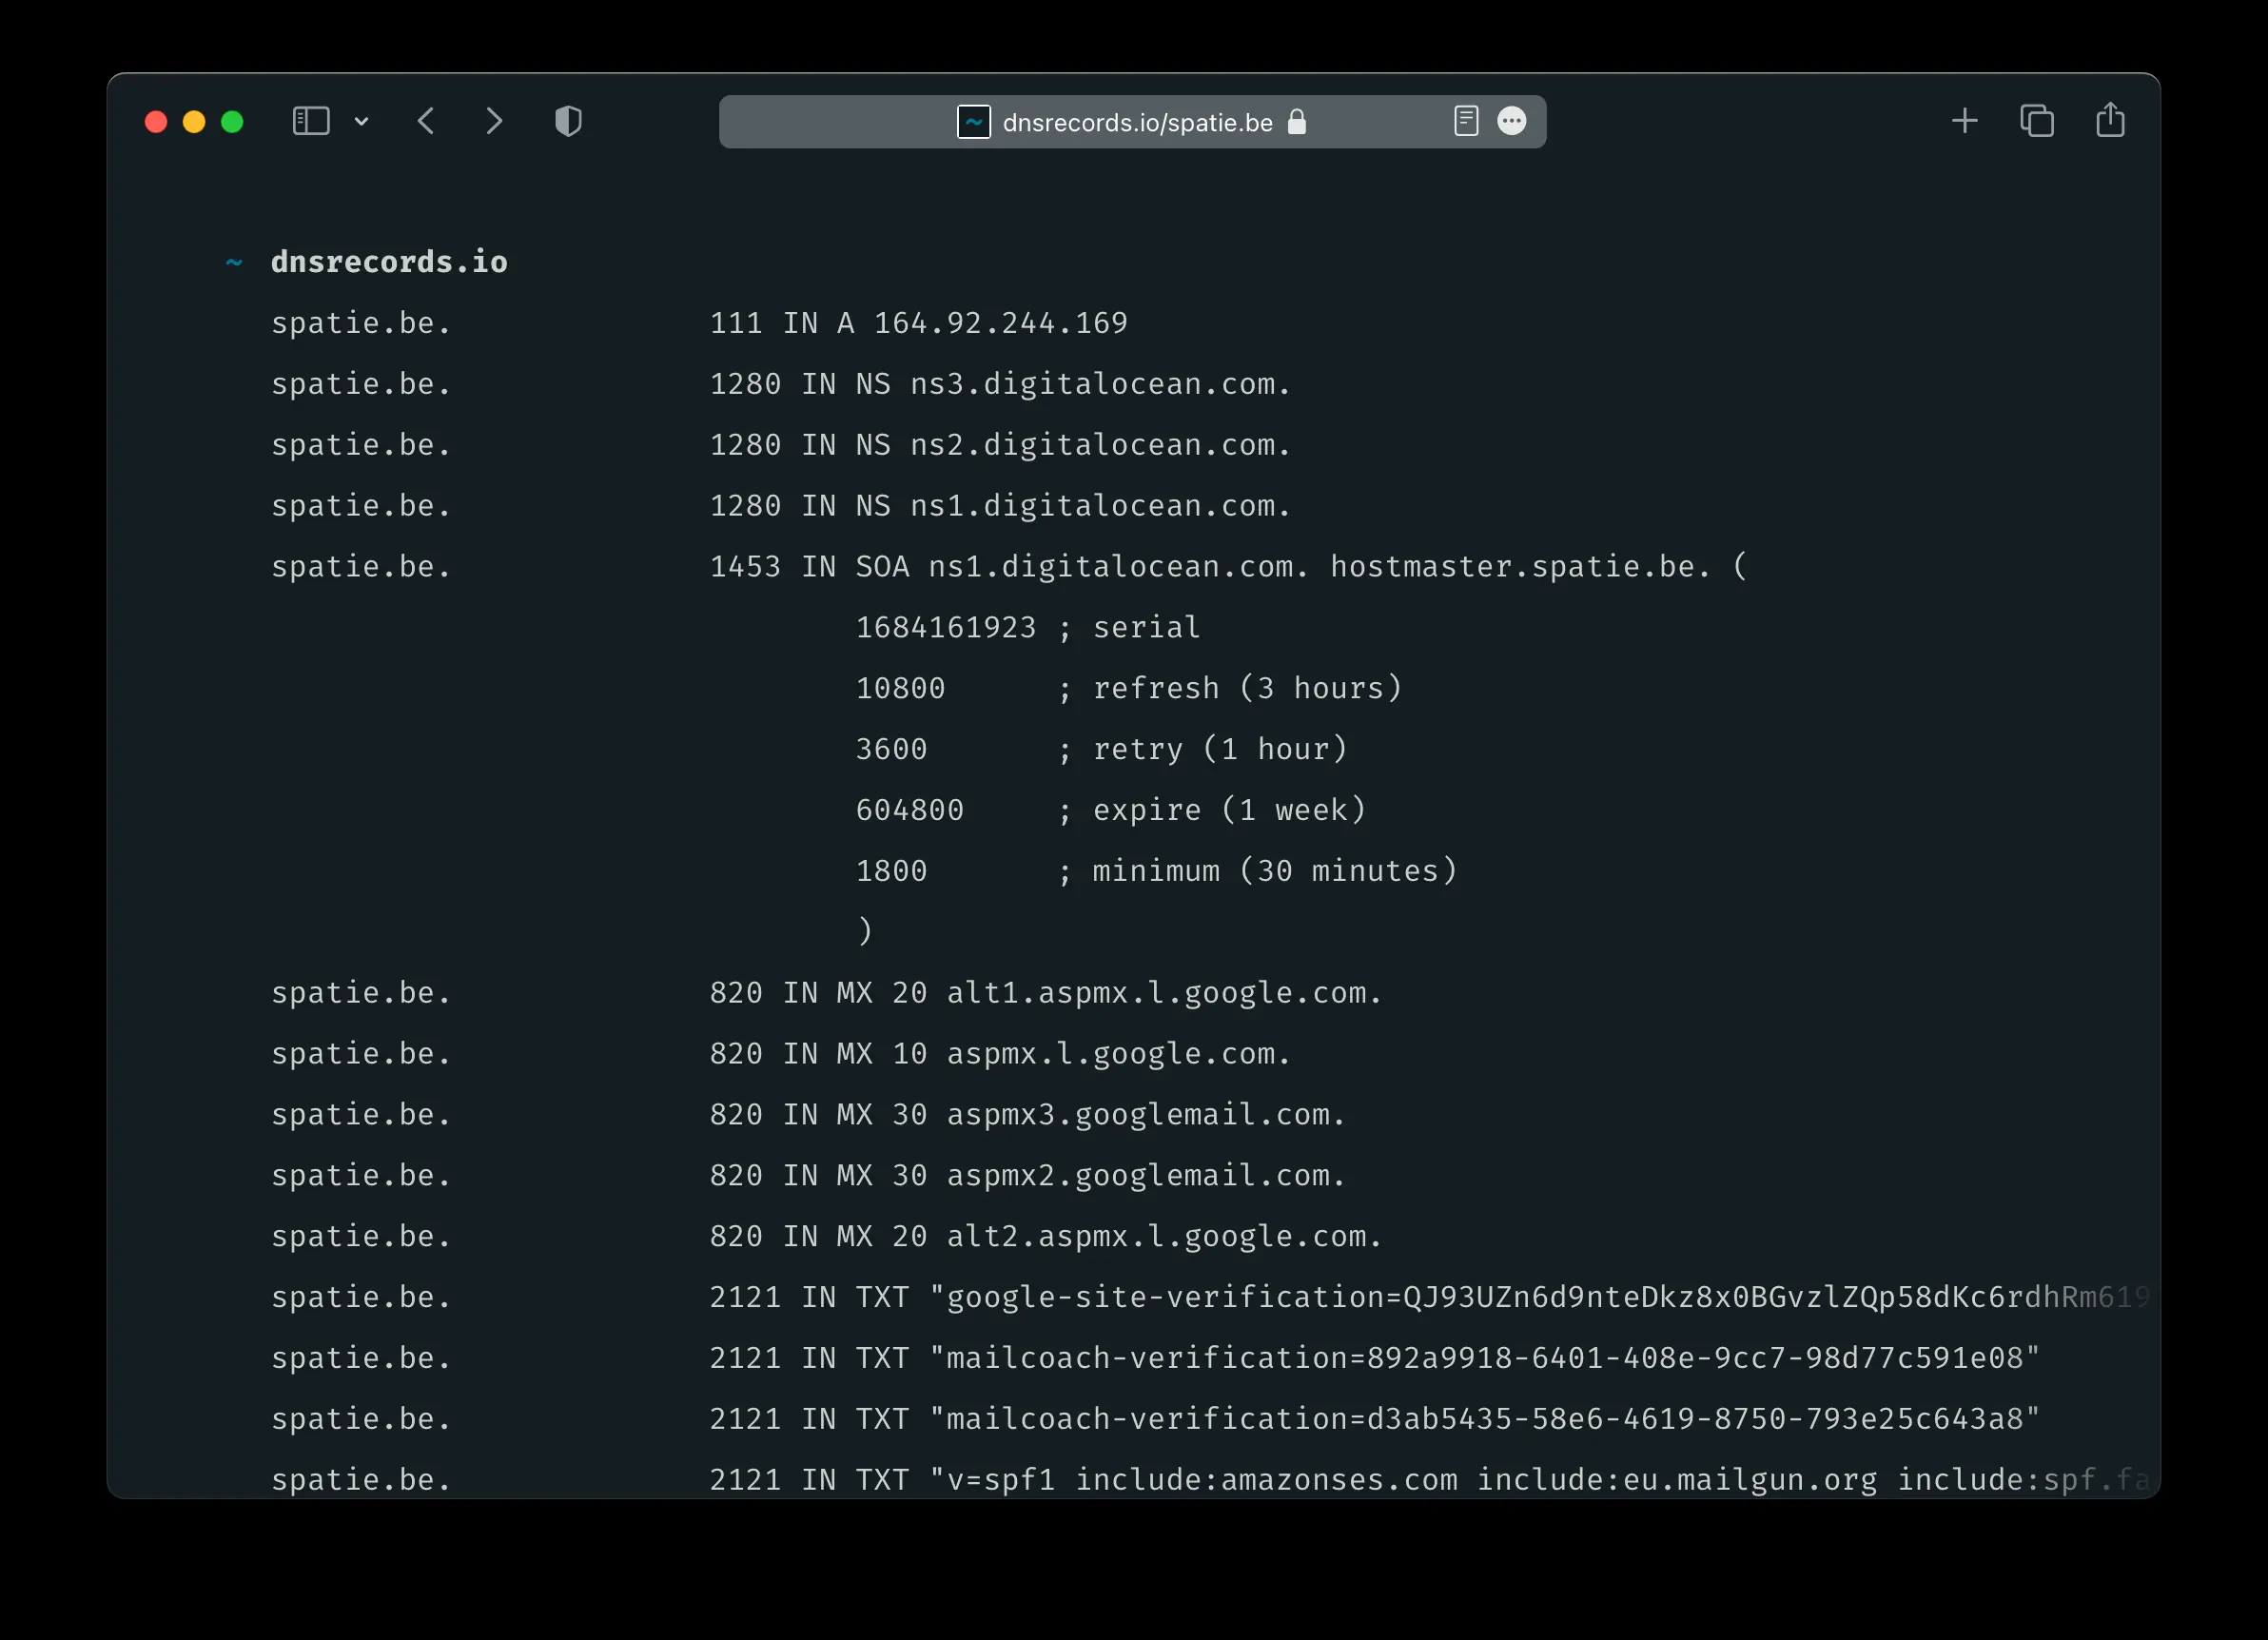 dnsrecords.io/spatie.be
~ dnsrecords.io
spatie.be. 111 IN A 164.92.244.169
spatie.be. 1280 IN NS ns3.digitalocean.com.
spatie.be. 1280 IN NS ns2.digitalocean.com.
spatie.be. 1280 IN NS ns1.digitalocean.com.
spatie.be. 1453 IN SOA ns1.digitalocean.com. hostmaster.spatie.be. (
1684161923 ; serial
10800 ; refresh (3 hours)
3600 ; retry (1 hour)
604800 ; expire (1 week)
1800 ; minimum (30 minutes)
)
spatie.be. 820 IN MX 20 alt1.aspmx.l.google.com.
spatie.be. 820 IN MX 10 aspmx.l.google.com.
spatie.be. 820 IN MX 30 aspmx3.googlemail.com.
spatie.be. 820 IN MX 30 aspmx2.googlemail.com.
spatie.be. 820 IN MX 20 alt2.aspmx.l.google.com.
spatie.be. 2121 IN TXT "google-site-verification=QJ93UZn6d9nteDkz8x0BGvzlZQp58dKc6rdhRm619
spatie.be. 2121 IN TXT "mailcoach-verification=892a9918-6401-408e-9cc7-98d77c591e08"
spatie.be. 2121 IN TXT "mailcoach-verification=d3ab5435-58e6-4619-8750-793e25c643a8"
spatie.be. 2121 IN TXT "v=spf1 include:amazonses.com include:eu.mailgun.org include:spf.fa